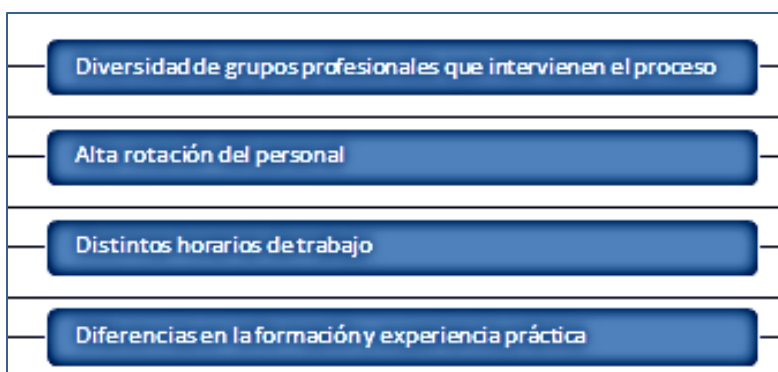 Diversidad de grupos profesionales que intervienen el proceso
Alta rotación del personal
Distintos horarios de trabajo
Diferencias en la formación y experiencia práctica